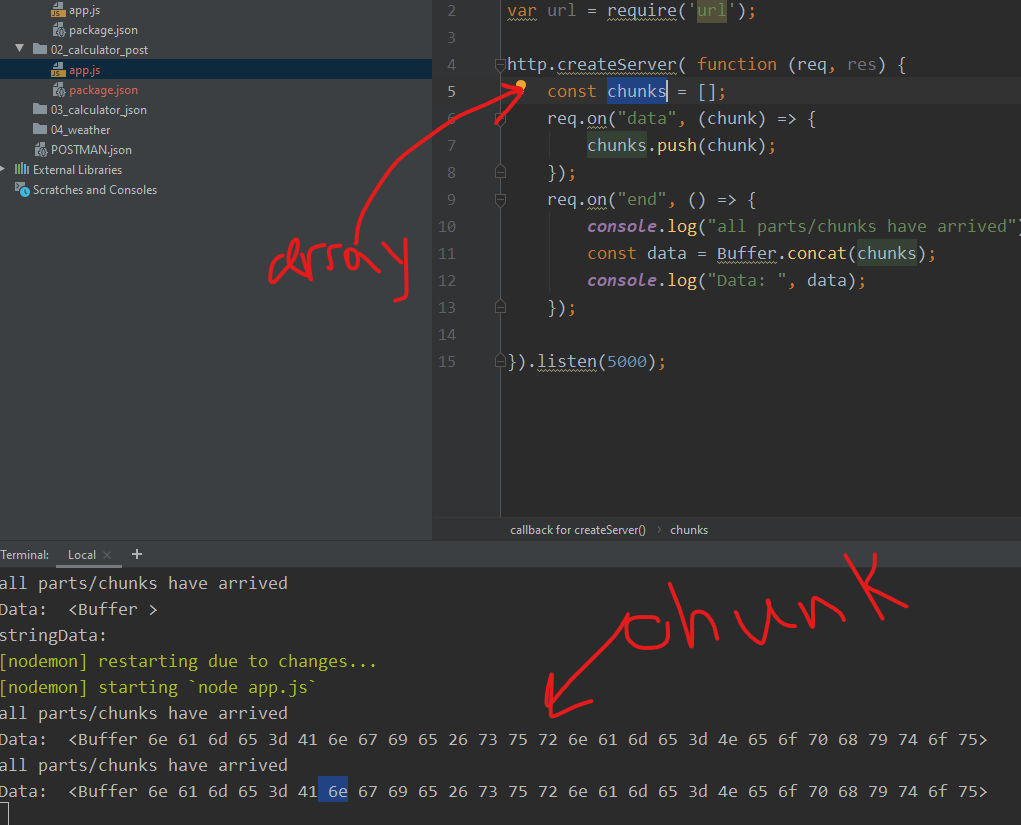 app.js
package.json
02_calculator_post
app.js
package.json
03_calculator_json
04_weather
POSTMAN.json
External Libraries
Scratches and Consoles
2 var url = require('url');
3
4 http.createServer( function (req, res) {
5 const chunks = [];
6 req.on("data", (chunk) => {
7 chunks.push(chunk);
8 });
9 req.on("end", () => {
10 console.log("all parts/chunks have arrived")
11 const data = Buffer.concat(chunks);
12 console.log("Data: ", data);
13 });
14
15 }).listen(5000);
array
callback for createServer() > chunks
Terminal: Local × +
all parts/chunks have arrived
Data:  <Buffer >
stringData:
[nodemon] restarting due to changes...
[nodemon] starting `node app.js`
all parts/chunks have arrived
Data:  <Buffer 6e 61 6d 65 3d 41 6e 67 69 65 26 73 75 72 6e 61 6d 65 3d 4e 65 6f 70 68 79 74 6f 75>
all parts/chunks have arrived
Data:  <Buffer 6e 61 6d 65 3d 41 6e 67 69 65 26 73 75 72 6e 61 6d 65 3d 4e 65 6f 70 68 79 74 6f 75>
chunk